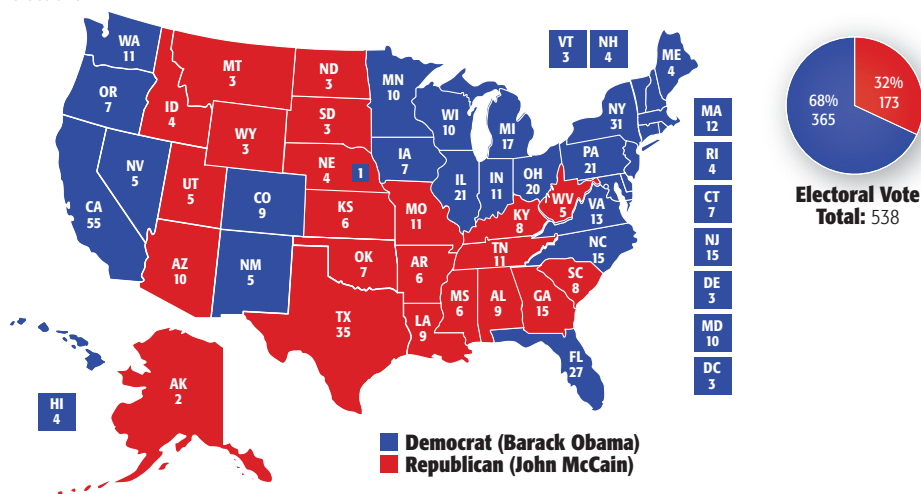 WA
11
OR
7
CA
55
NV
5
ID
4
MT
3
WY
3
UT
5
AZ
10
CO
9
NM
5
ND
3
SD
3
NE
4
1
KS
6
OK
7
TX
35
MN
10
IA
7
MO
11
AR
6
LA
9
WI
10
IL
21
MI
17
IN
11
OH
20
KY
8
TN
11
MS
6
AL
9
GA
15
FL
27
SC
8
NC
15
VA
13
WV
5
PA
21
NY
31
VT
3
NH
4
ME
4
MA
12
RI
4
CT
7
NJ
15
DE
3
MD
10
DC
3
HI
4
AK
2
68%
365
32%
173
Electoral Vote
Total: 538
Democrat (Barack Obama)
Republican (John McCain)